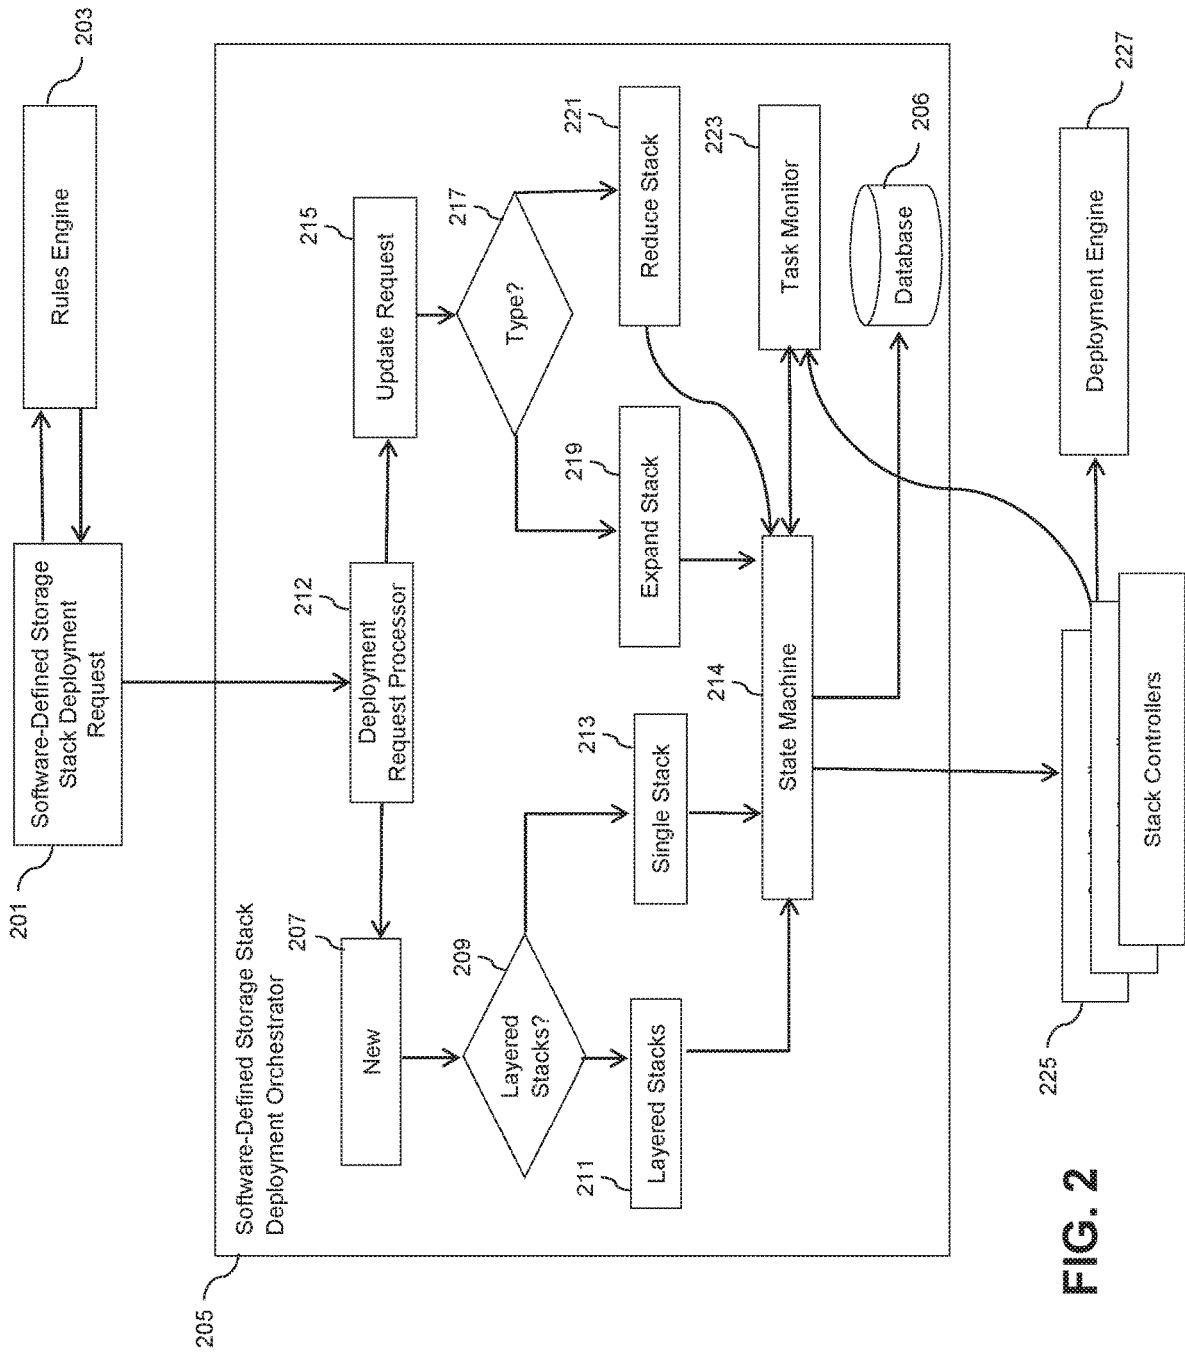 201
Software-Defined Storage
Stack Deployment
Request
Rules Engine
203
205
Software-Defined Storage Stack
Deployment Orchestrator
212
Deployment
Request Processor
207
New
215
Update Request
209
Layered
Stacks?
217
Type?
211
Layered Stacks
213
Single Stack
219
Expand Stack
221
Reduce Stack
214
State Machine
223
Task Monitor
206
Database
225
Stack Controllers
227
Deployment Engine
FIG. 2